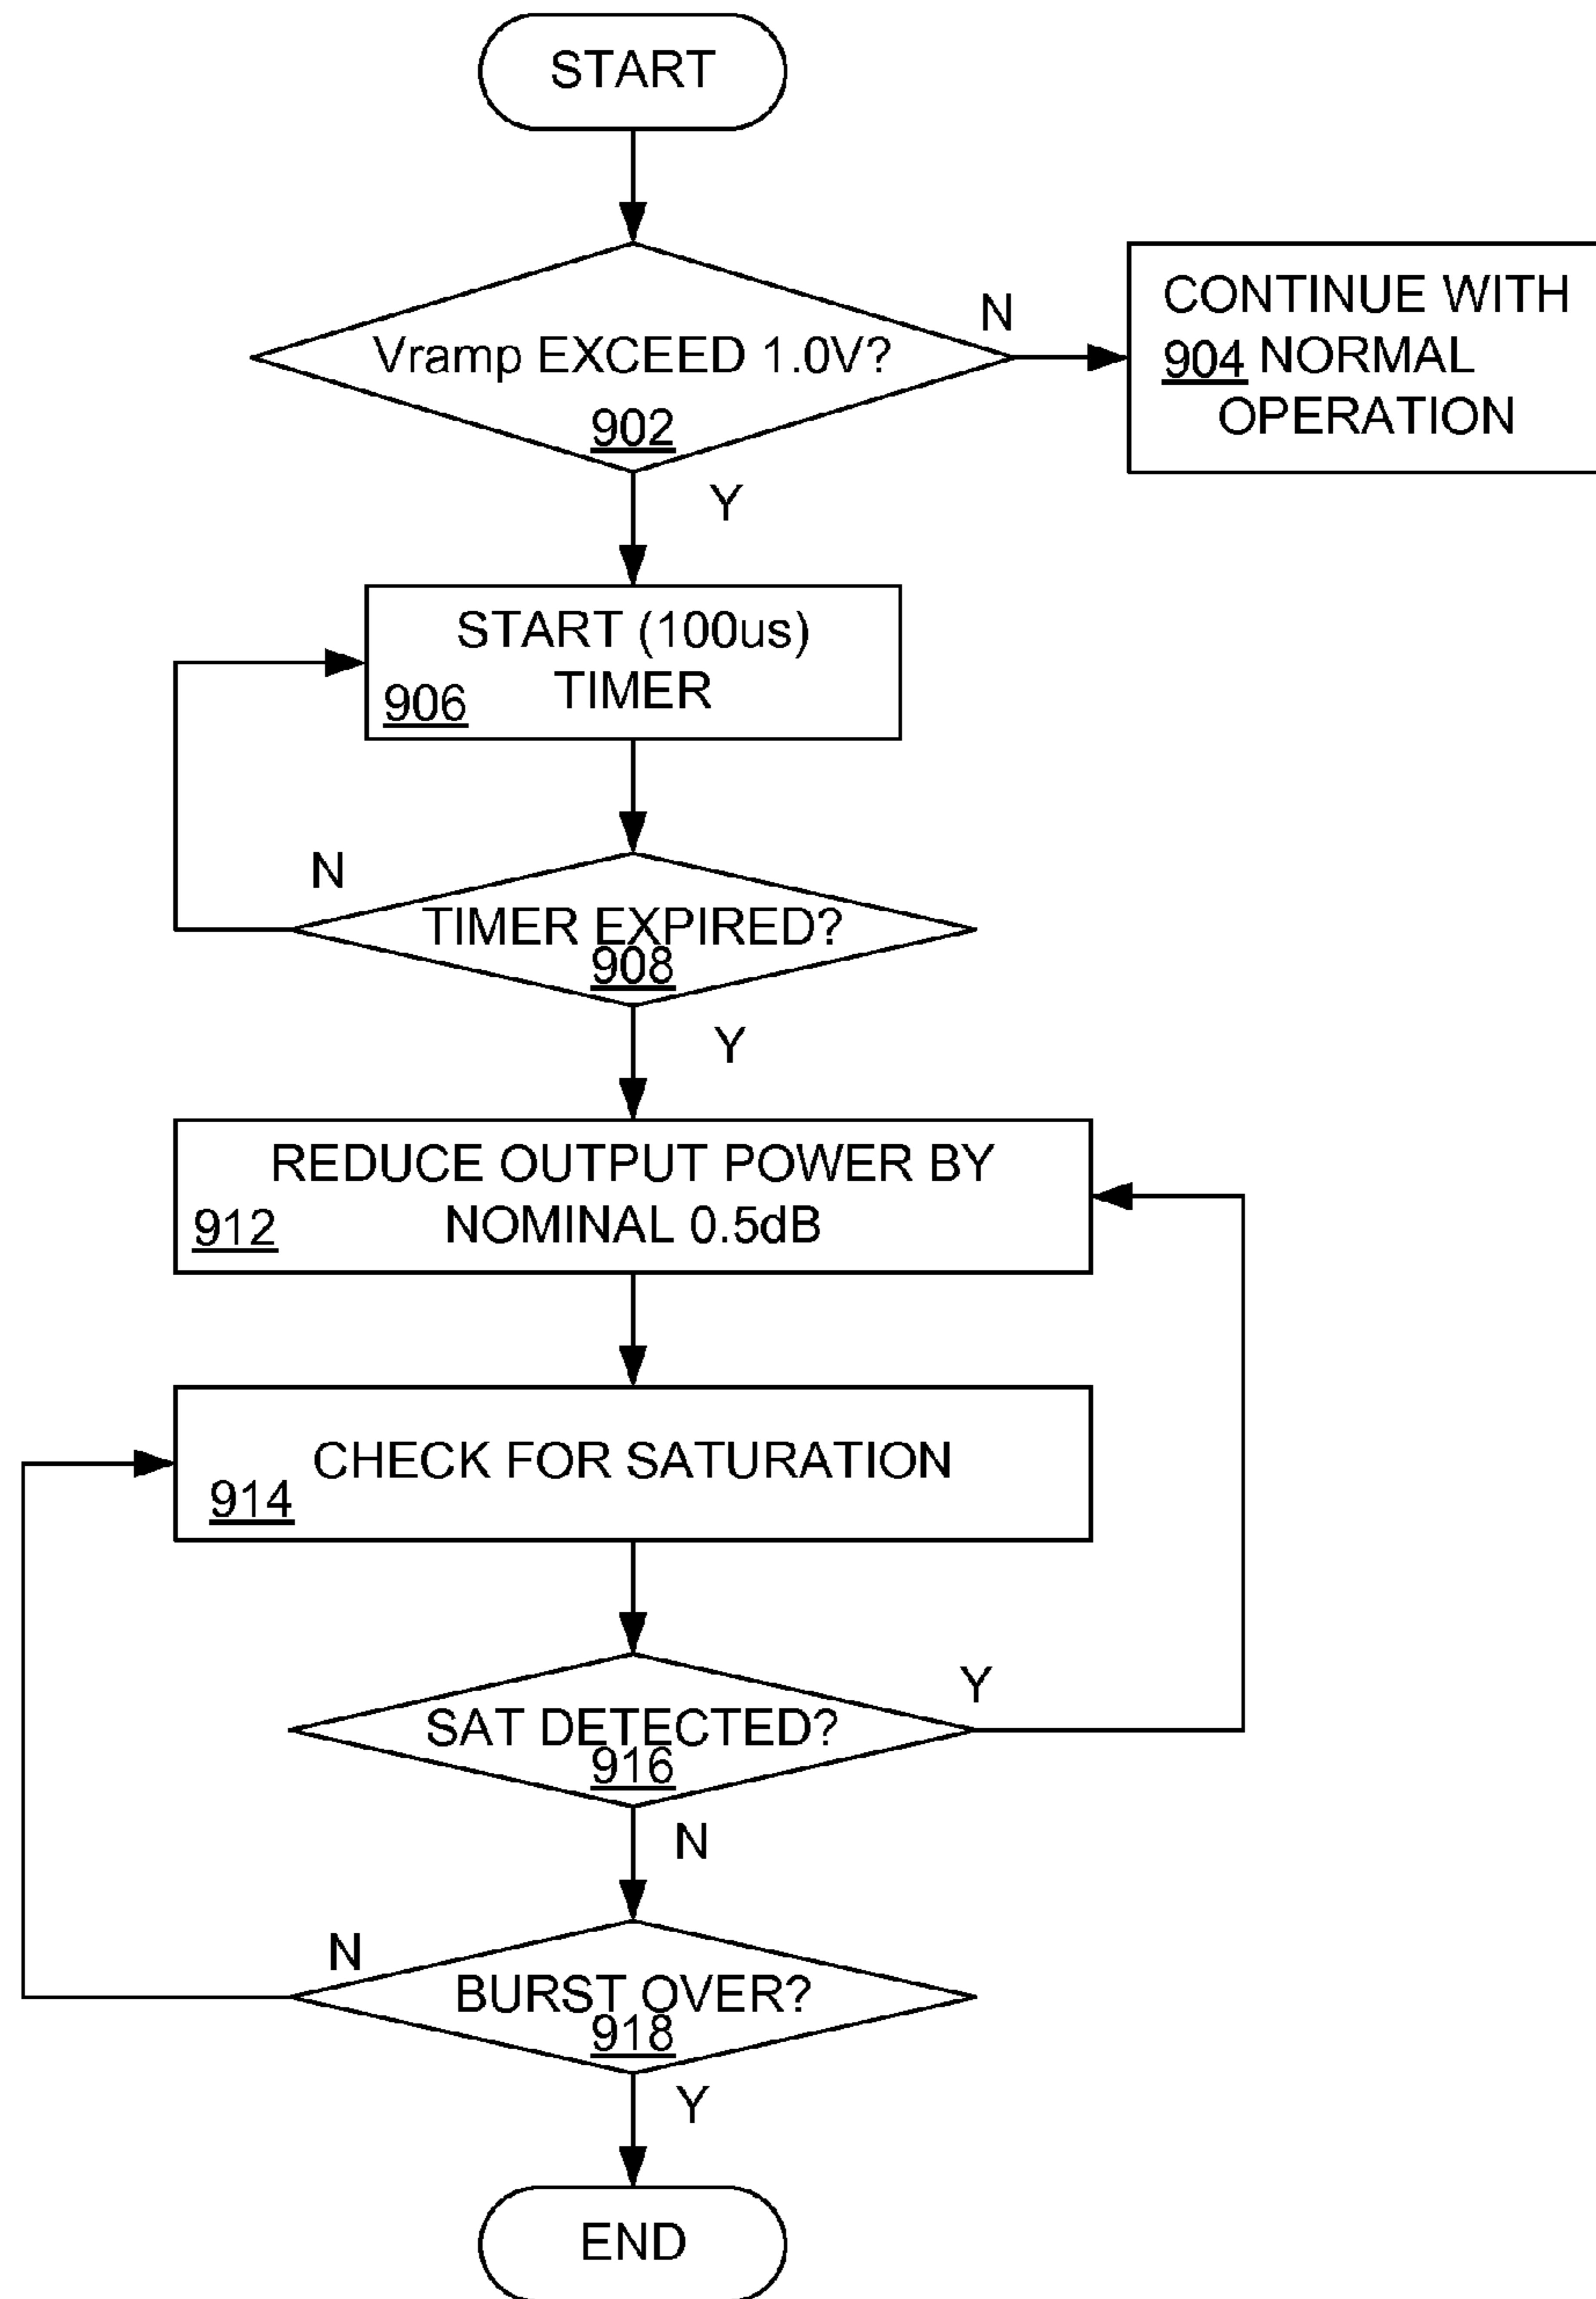 START
Vramp EXCEED 1.0V?
902
N
CONTINUE WITH
904 NORMAL
OPERATION
Y
START (100us)
TIMER
906
N
TIMER EXPIRED?
908
Y
REDUCE OUTPUT POWER BY
NOMINAL 0.5dB
912
CHECK FOR SATURATION
914
Y
SAT DETECTED?
916
N
N
BURST OVER?
918
Y
END